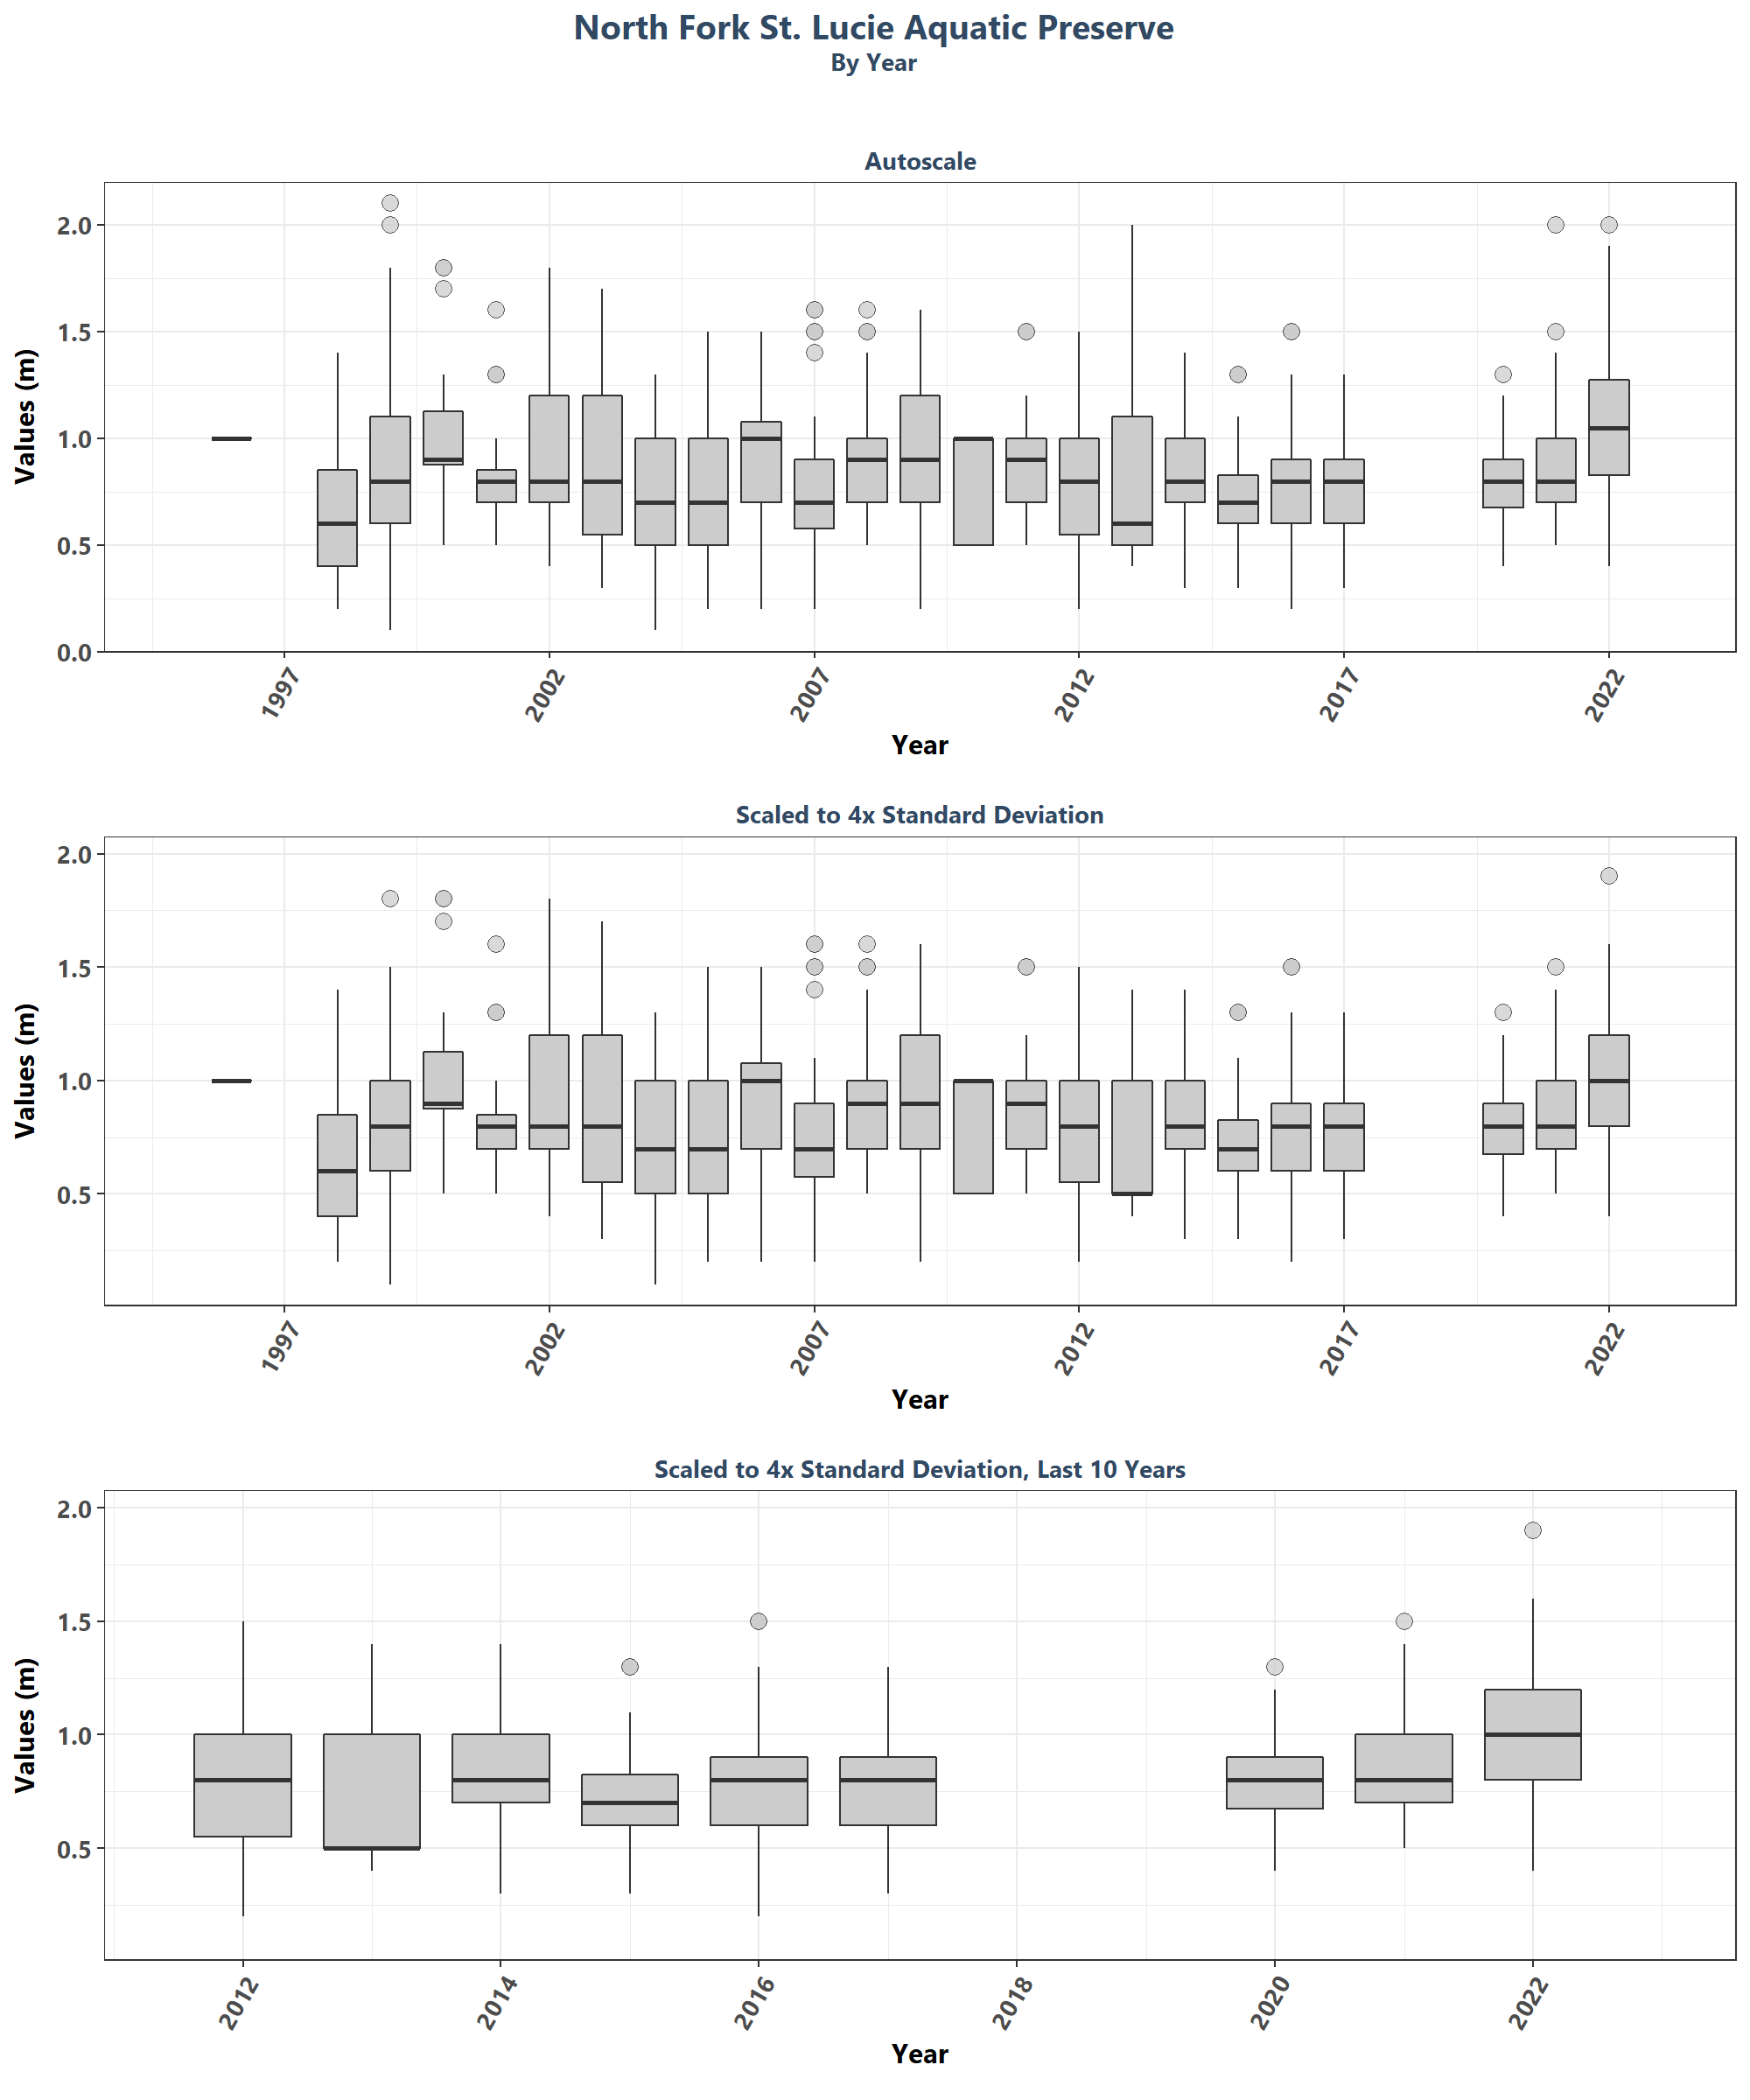 North Fork St. Lucie Aquatic Preserve
By Year
Autoscale
Values (m)
2.0
1.5
1.0
0.5
0.0
1997 2002 2007 2012 2017 2022
Year
Scaled to 4x Standard Deviation
Values (m)
2.0
1.5
1.0
0.5
1997 2002 2007 2012 2017 2022
Year
Scaled to 4x Standard Deviation, Last 10 Years
Values (m)
2.0
1.5
1.0
0.5
2012 2014 2016 2018 2020 2022
Year